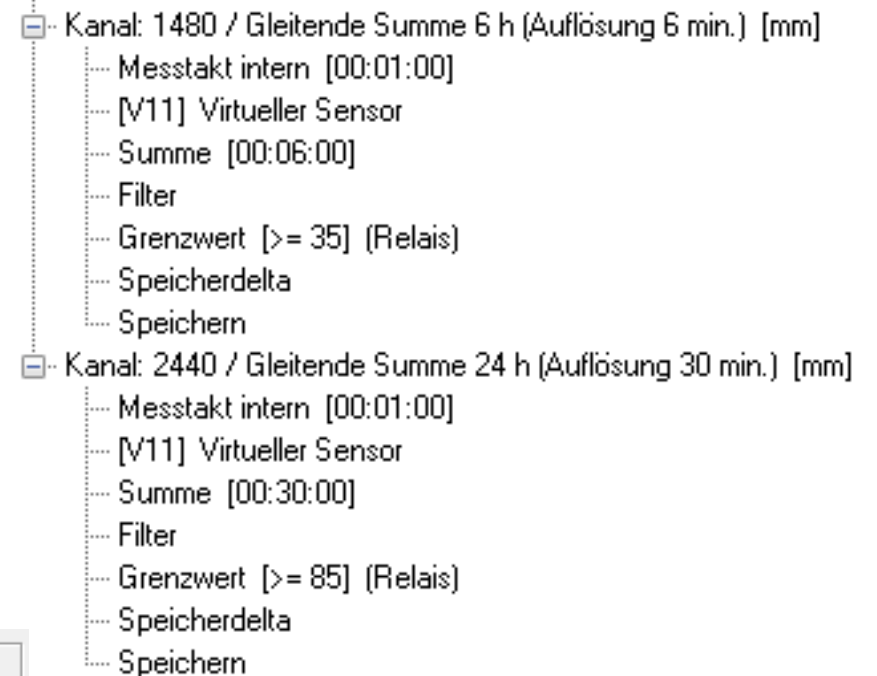 Kanal: 1480 / Gleitende Summe 6 h (Auflösung 6 min.) [mm]
Messtakt intern [00:01:00]
[V11] Virtueller Sensor
Summe [00:06:00]
Filter
Grenzwert [>= 35] (Relais)
Speicherdelta
Speichern
Kanal: 2440 / Gleitende Summe 24 h (Auflösung 30 min.) [mm]
Messtakt intern [00:01:00]
[V11] Virtueller Sensor
Summe [00:30:00]
Filter
Grenzwert [>= 85] (Relais)
Speicherdelta
Speichern